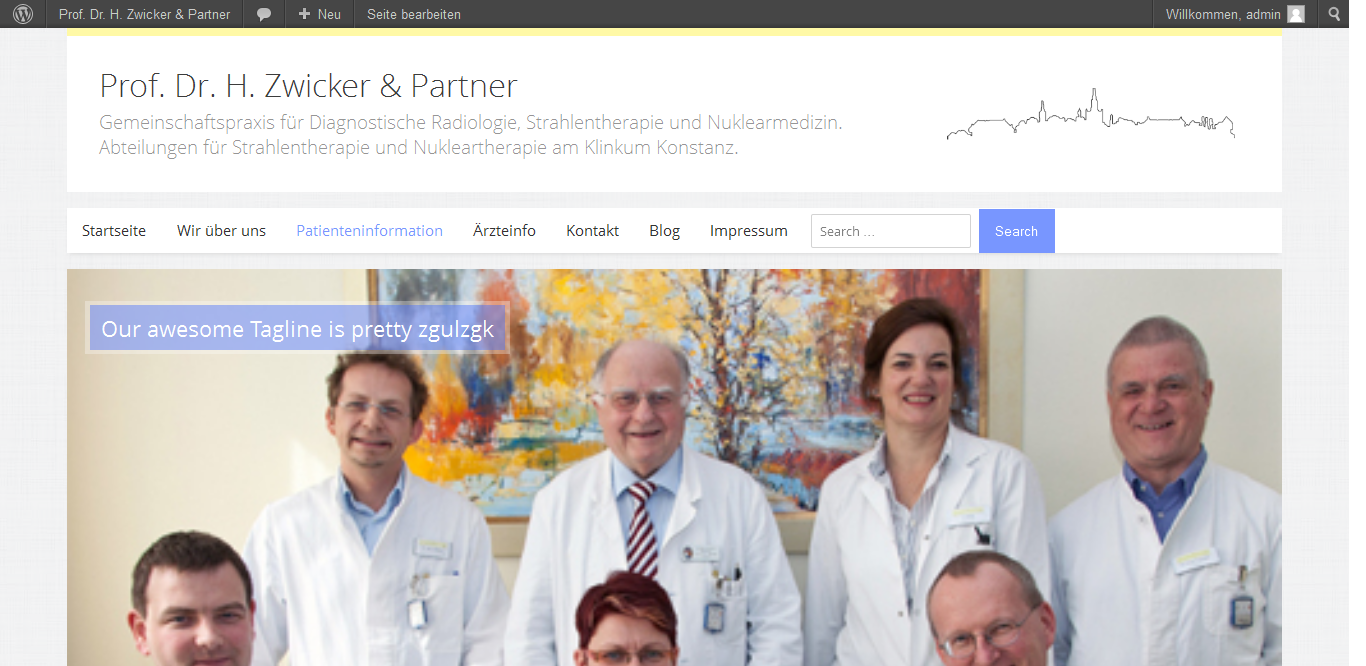 Prof. Dr. H. Zwicker & Partner Neu Seite bearbeiten Willkommen, admin
Prof. Dr. H. Zwicker & Partner
Gemeinschaftspraxis für Diagnostische Radiologie, Strahlentherapie und Nuklearmedizin.
Abteilungen für Strahlentherapie und Nukleartherapie am Klinkum Konstanz.
Startseite Wir über uns Patienteninformation Ärzteinfo Kontakt Blog Impressum Search ... Search
Our awesome Tagline is pretty zgulzgk